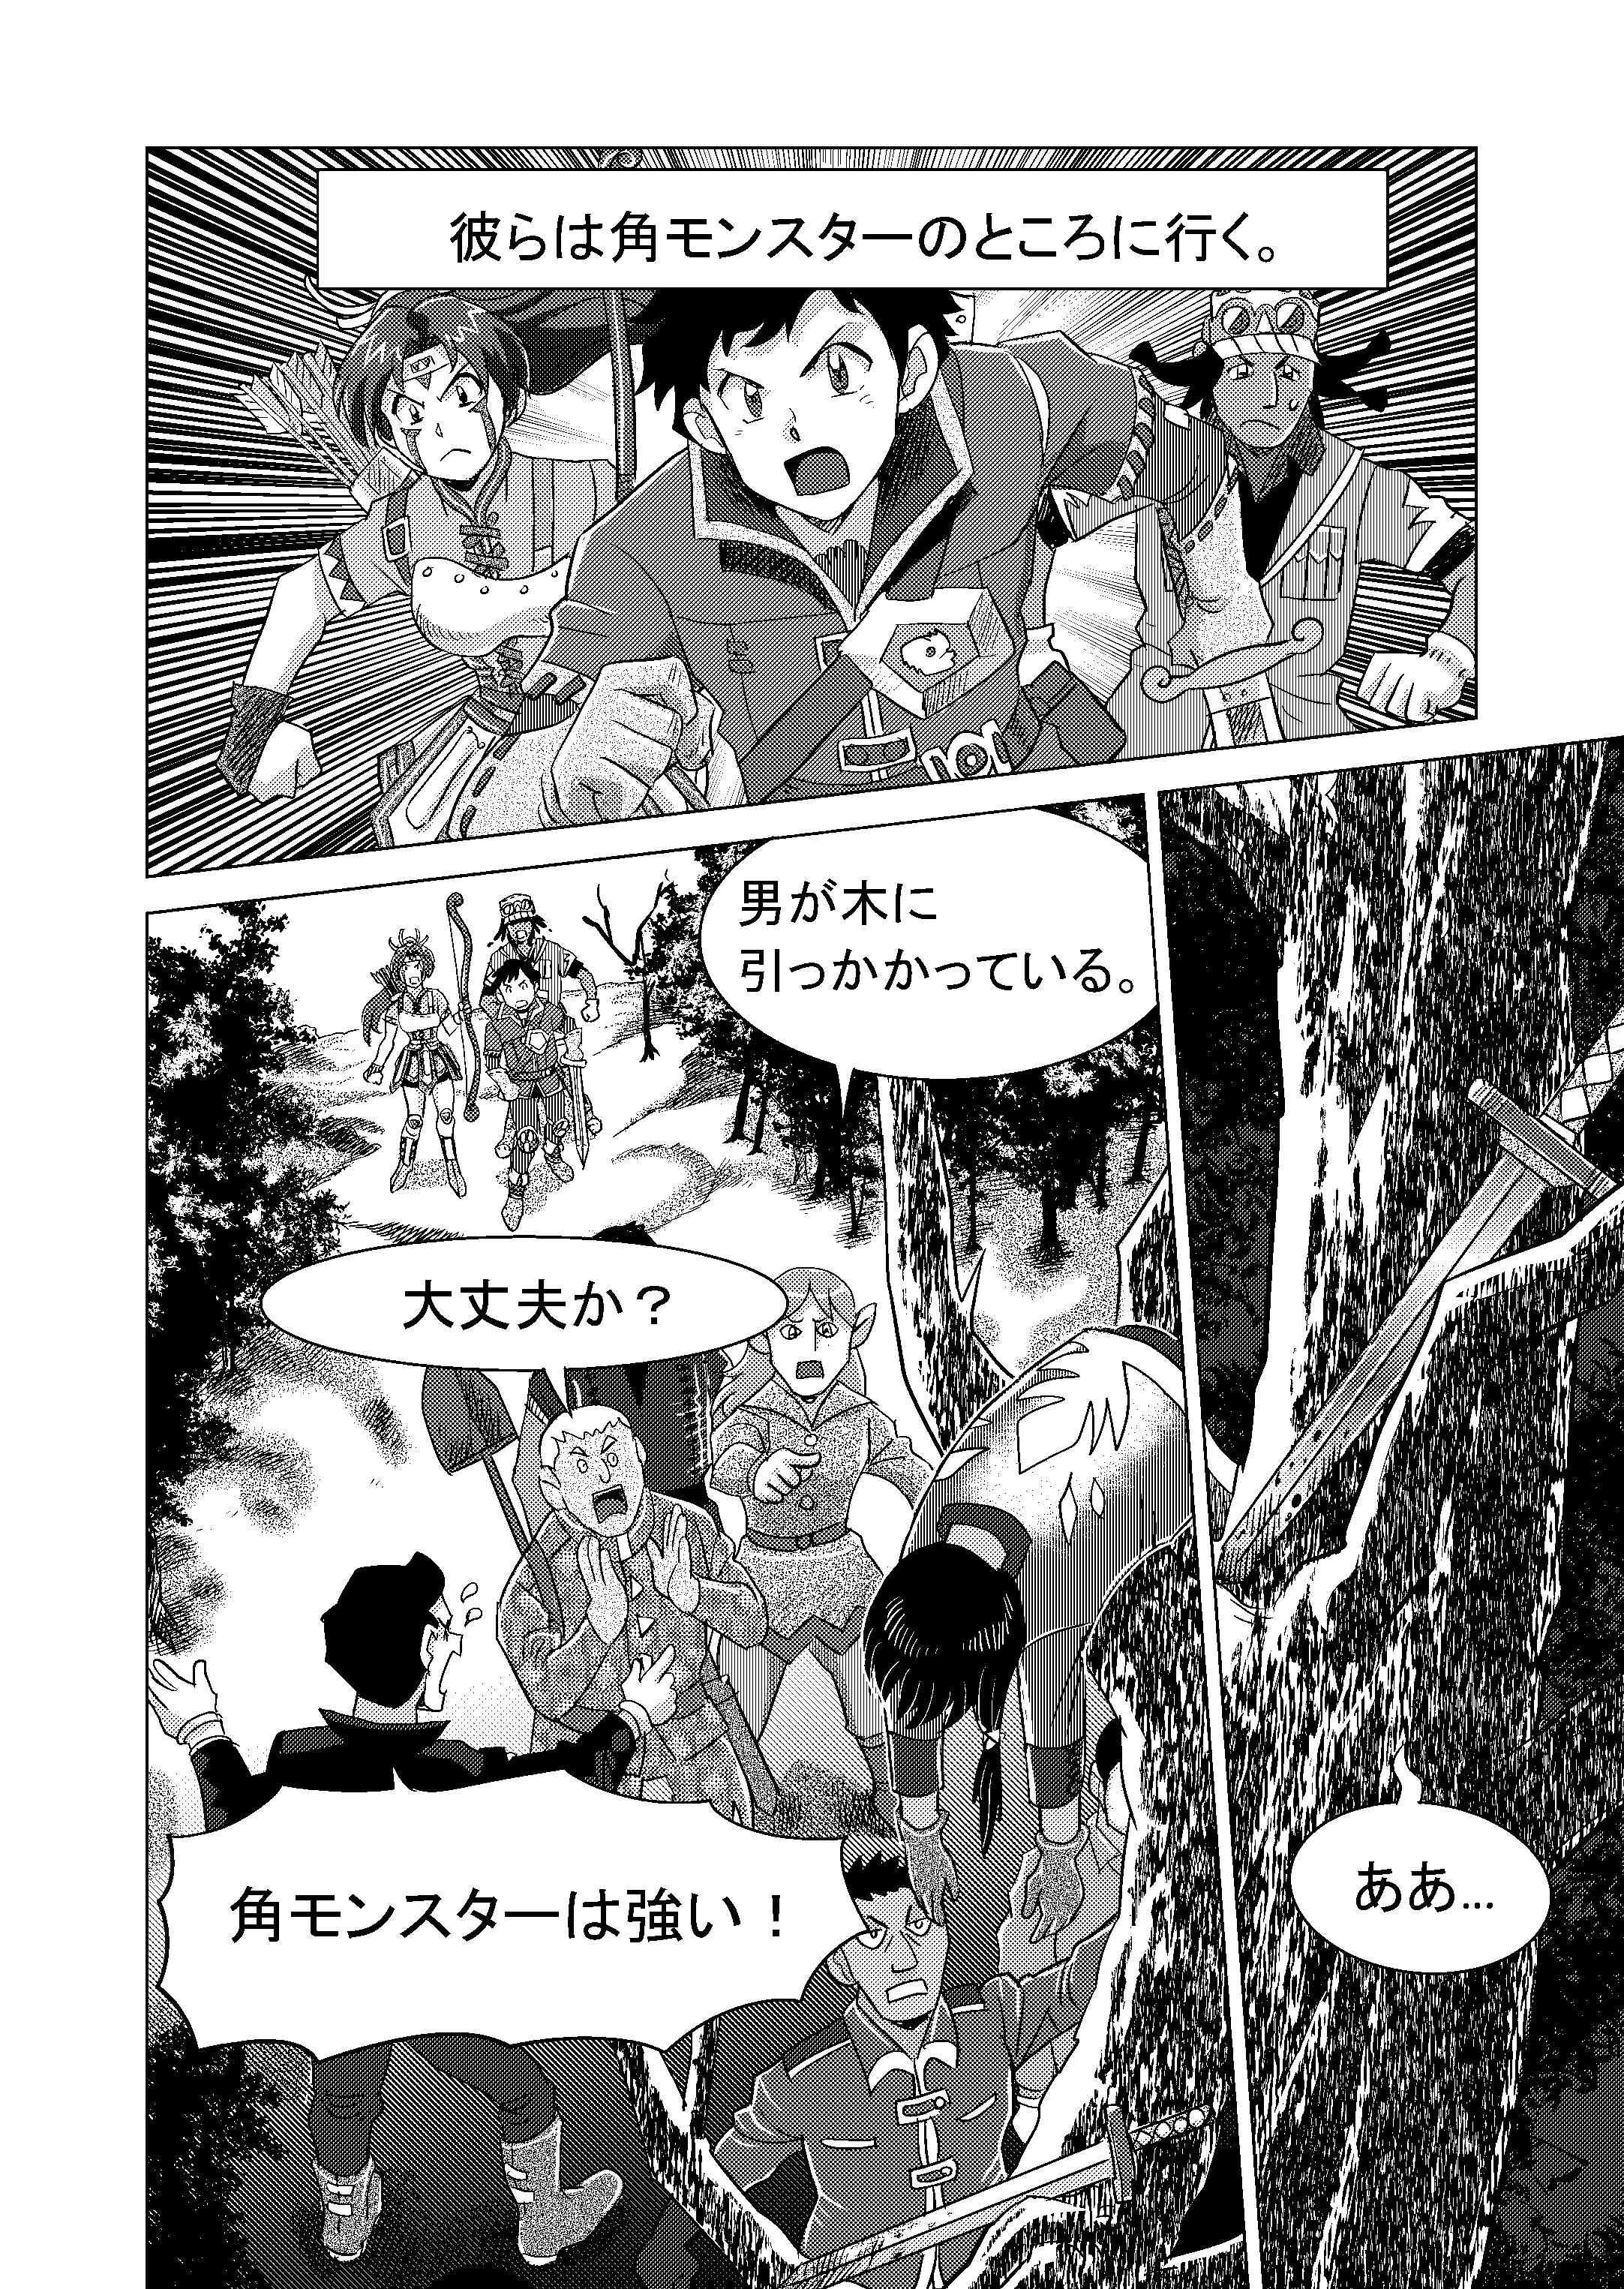 彼らは角モンスターのところに行く。
ああ...
男が木に
引っかかっている。
大丈夫か？
角モンスターは強い！